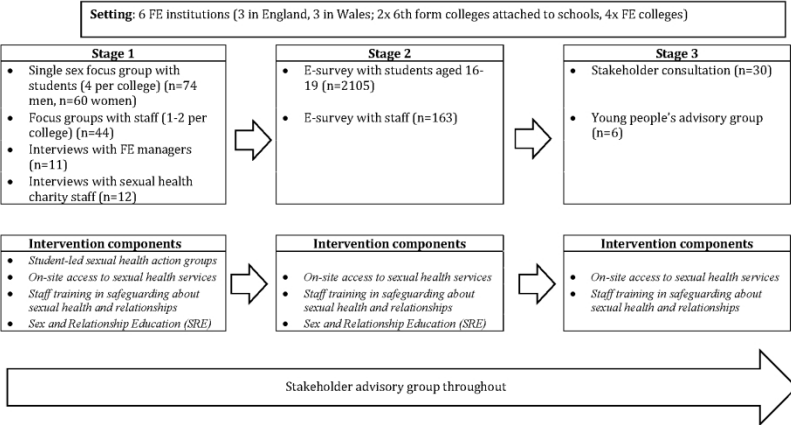 Setting: 6 FE institutions (3 in England, 3 in Wales; 2x 6th form colleges attached to schools, 4x FE colleges)
Stage 1
• Single sex focus group with
students (4 per college) (n=74
men, n=60 women)
• Focus groups with staff (1-2 per
college) (n=44)
• Interviews with FE managers
(n=11)
• Interviews with sexual health
charity staff (n=12)
Stage 2
• E-survey with students aged 16-
19 (n=2105)
• E-survey with staff (n=163)
Stage 3
• Stakeholder consultation (n=30)
• Young people's advisory group
(n=6)
Intervention components
• Student-led sexual health action groups
• On-site access to sexual health services
• Staff training in safeguarding about
sexual health and relationships
• Sex and Relationship Education (SRE)
Intervention components
• On-site access to sexual health services
• Staff training in safeguarding about
sexual health and relationships
• Sex and Relationship Education (SRE)
Intervention components
• On-site access to sexual health services
• Staff training in safeguarding about
sexual health and relationships
Stakeholder advisory group throughout